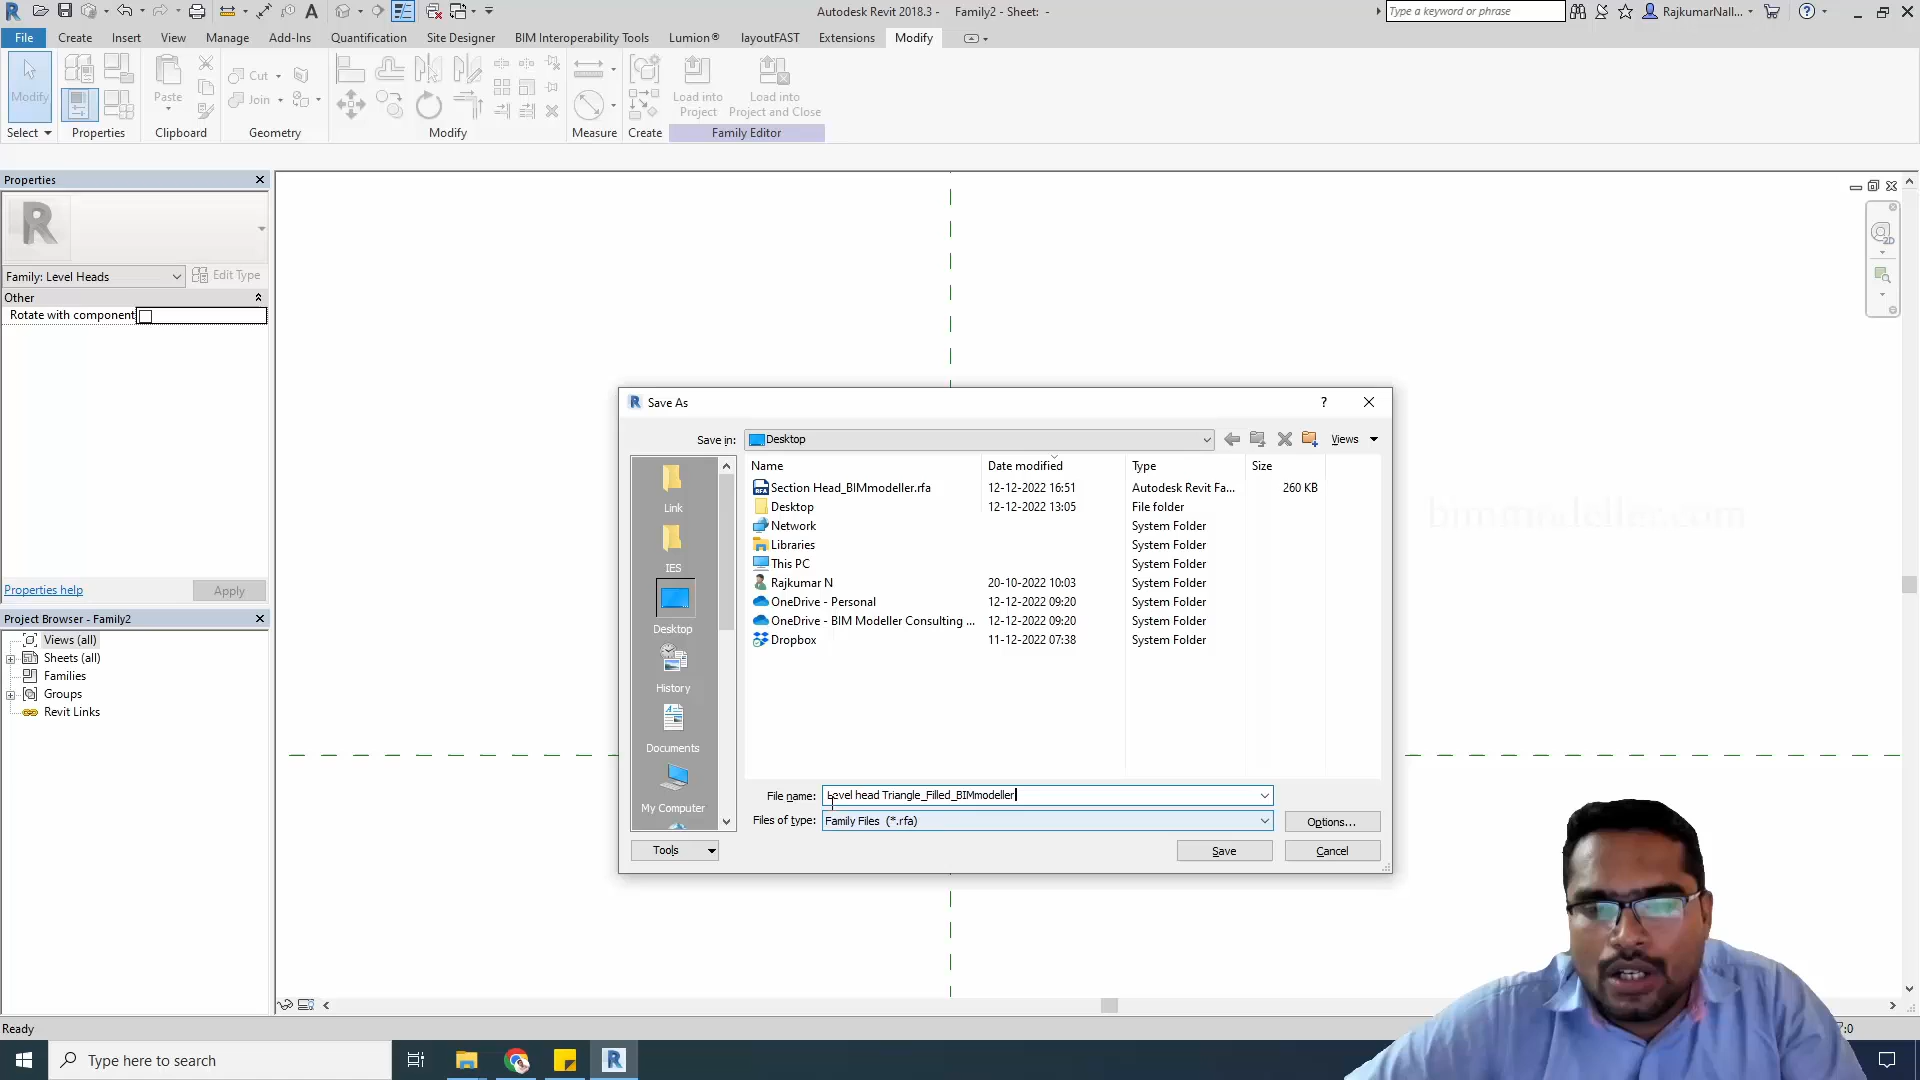 Autodesk Revit 2018.3 - Family2 - Sheet: -
Type a keyword or phrase
RajkumarNall...
File Create Insert View Manage Add-Ins Quantification Site Designer BIM Interoperability Tools Lumion® layoutFAST Extensions Modify
Modify
Paste
Cut
Join
Load into
Project
Load into
Project and Close
Select Properties Clipboard Geometry Modify Measure Create Family Editor
Properties
R
Family: Level Heads
Edit Type
Other
Rotate with component
Properties help
Apply
Project Browser - Family2
Views (all)
Sheets (all)
Families
Groups
Revit Links
2D
bimmodeller.com
Save As
?
Save in:
Desktop
Views
Link
IES
Desktop
History
Documents
My Computer
Name Date modified Type Size
Section Head_BIMmodeller.rfa 12-12-2022 16:51 Autodesk Revit Fa... 260 KB
Desktop 12-12-2022 13:05 File folder
Network System Folder
Libraries System Folder
This PC System Folder
Rajkumar N 20-10-2022 10:03 System Folder
OneDrive - Personal 12-12-2022 09:20 System Folder
OneDrive - BIM Modeller Consulting ... 12-12-2022 09:20 System Folder
Dropbox 11-12-2022 07:38 System Folder
File name: Level head Triangle_Filled_BIMmodeller
Files of type: Family Files (*.rfa)
Options...
Tools
Save
Cancel
Ready
:0
Type here to search